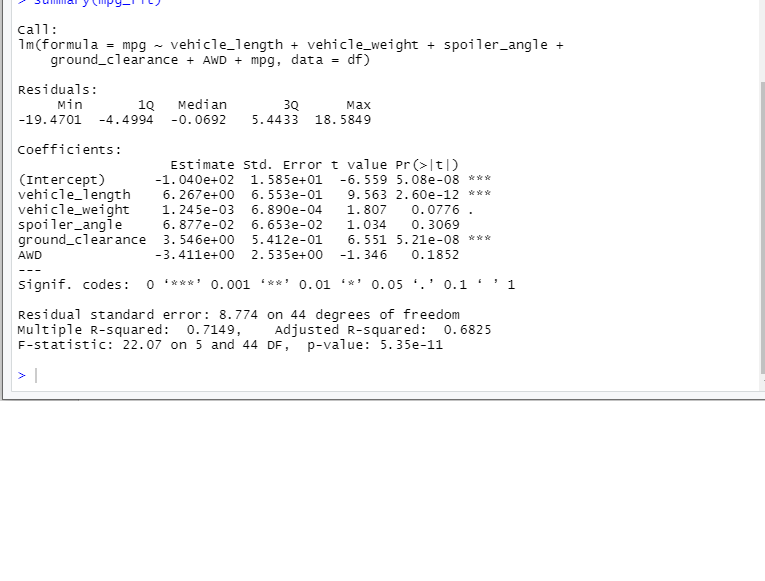 > summary(mpg_fit)
Call:
lm(formula = mpg ~ vehicle_length + vehicle_weight + spoiler_angle +
    ground_clearance + AWD + mpg, data = df)
Residuals:
     Min       1Q   Median       3Q      Max
-19.4701  -4.4994  -0.0692   5.4433  18.5849
Coefficients:
                   Estimate Std. Error t value Pr(>|t|)
(Intercept)      -1.040e+02  1.585e+01  -6.559 5.08e-08 ***
vehicle_length    6.267e+00  6.553e-01   9.563 2.60e-12 ***
vehicle_weight    1.245e-03  6.890e-04   1.807   0.0776 .
spoiler_angle     6.877e-02  6.653e-02   1.034   0.3069
ground_clearance  3.546e+00  5.412e-01   6.551 5.21e-08 ***
AWD              -3.411e+00  2.535e+00  -1.346   0.1852
---
Signif. codes:  0 ‘***’ 0.001 ‘**’ 0.01 ‘*’ 0.05 ‘.’ 0.1 ‘ ’ 1
Residual standard error: 8.774 on 44 degrees of freedom
Multiple R-squared:  0.7149,    Adjusted R-squared:  0.6825
F-statistic: 22.07 on 5 and 44 DF,  p-value: 5.35e-11
>